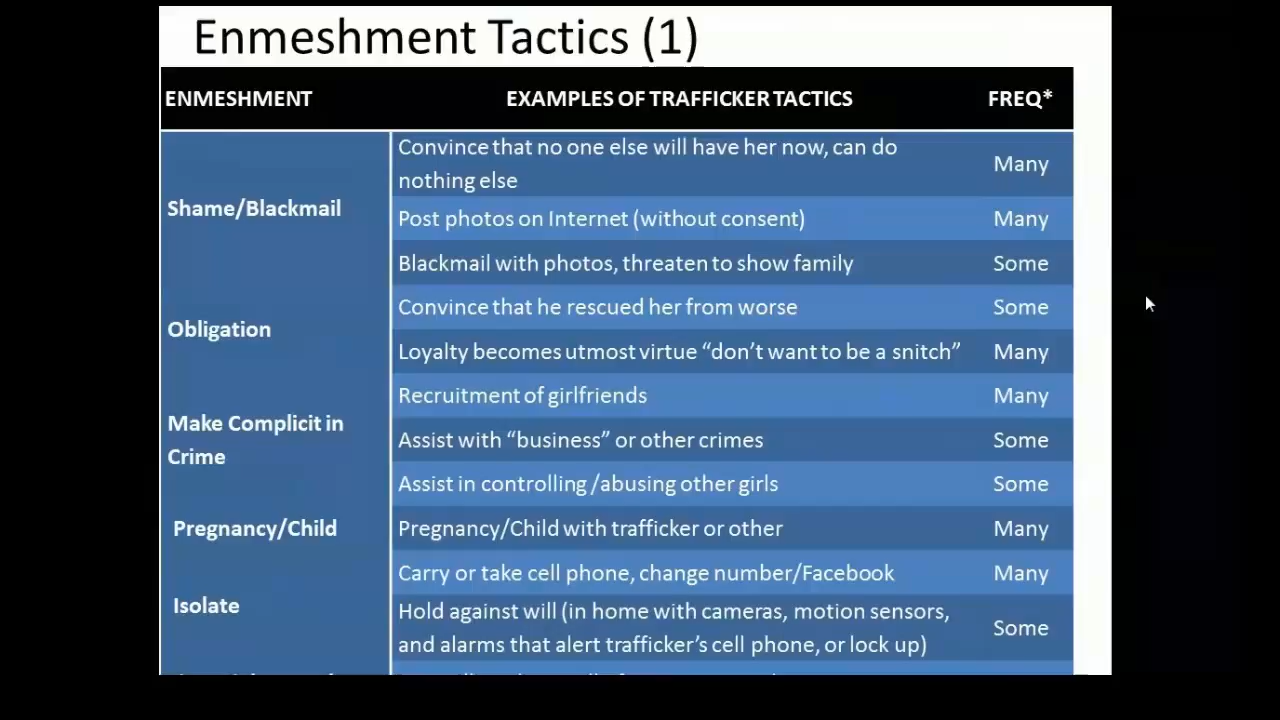 Enmeshment Tactics (1)
ENMESHMENT EXAMPLES OF TRAFFICKER TACTICS FREQ*
Shame/Blackmail
Convince that no one else will have her now, can do
nothing else
Many
Post photos on Internet (without consent) Many
Blackmail with photos, threaten to show family Some
Obligation
Convince that he rescued her from worse Some
Loyalty becomes utmost virtue “don’t want to be a snitch” Many
Make Complicit in
Crime
Recruitment of girlfriends Many
Assist with “business” or other crimes Some
Assist in controlling /abusing other girls Some
Pregnancy/Child Pregnancy/Child with trafficker or other Many
Isolate
Carry or take cell phone, change number/Facebook Many
Hold against will (in home with cameras, motion sensors,
and alarms that alert trafficker’s cell phone, or lock up)
Some